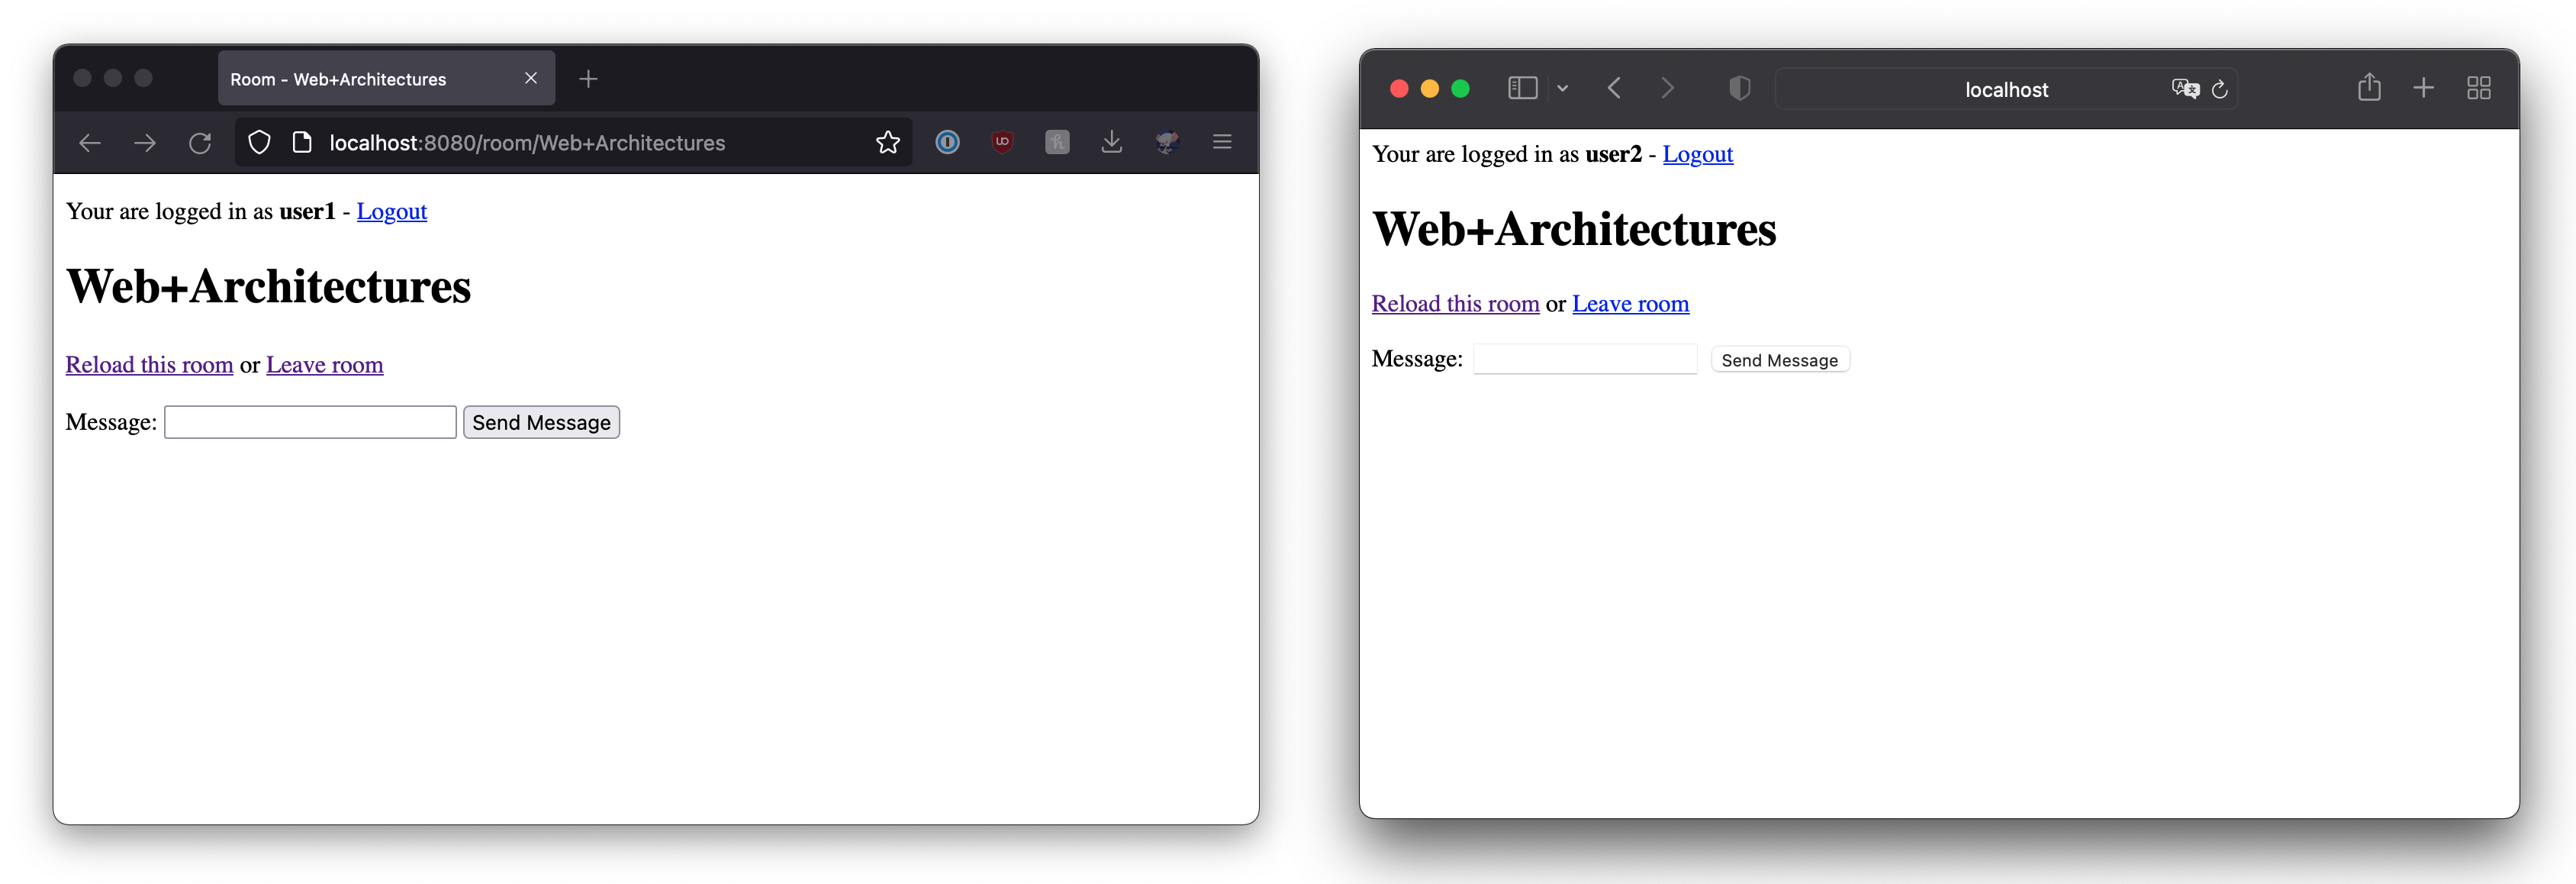 Room - Web+Architectures
localhost:8080/room/Web+Architectures
Your are logged in as user1 - Logout
Web+Architectures
Reload this room or Leave room
Message: Send Message
localhost
Your are logged in as user2 - Logout
Web+Architectures
Reload this room or Leave room
Message: Send Message